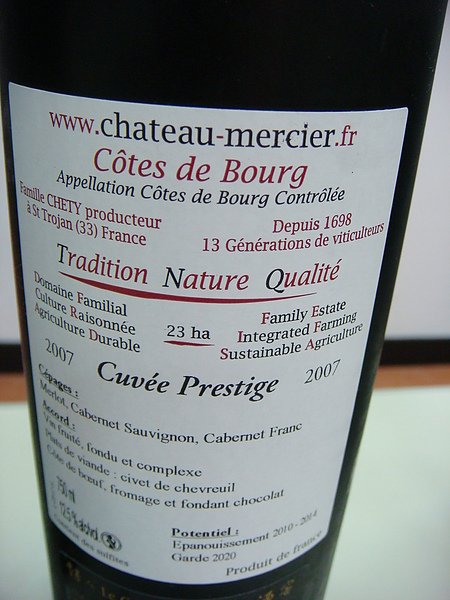 www.chateau-mercier.fr
Côtes de Bourg
Appellation Côtes de Bourg Contrôlée
Famille CHETY producteur
à St Trojan (33) France
Depuis 1698
13 Générations de viticulteurs
Tradition Nature Qualité
Domaine Familial
Culture Raisonnée
Agriculture Durable
23 ha
Family Estate
Integrated Farming
Sustainable Agriculture
2007
Cuvée Prestige
2007
Cépages :
Merlot, Cabernet Sauvignon, Cabernet Franc
Accord :
Vin fruité, fondu et complexe
Plats de viande : civet de chevreuil
Côte de bœuf, fromage et fondant chocolat
750 ml
12,5 % alc/vol
des sulfites
Potentiel :
Epanouissement 2010 - 2014
Garde 2020
Produit de france